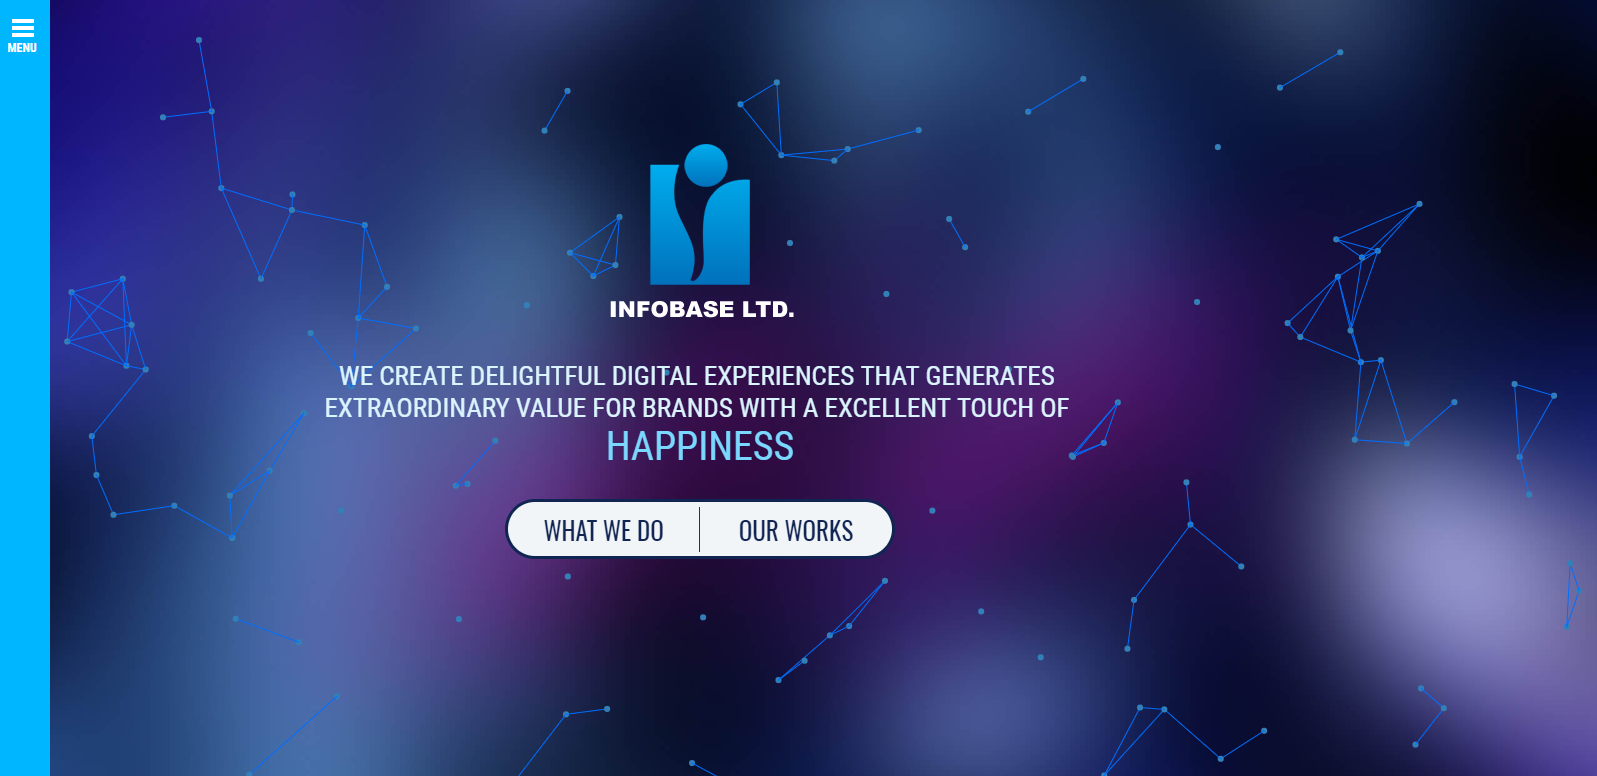 MENU
INFOBASE LTD.
WE CREATE DELIGHTFUL DIGITAL EXPERIENCES THAT GENERATES
EXTRAORDINARY VALUE FOR BRANDS WITH A EXCELLENT TOUCH OF
HAPPINESS
WHAT WE DO
OUR WORKS